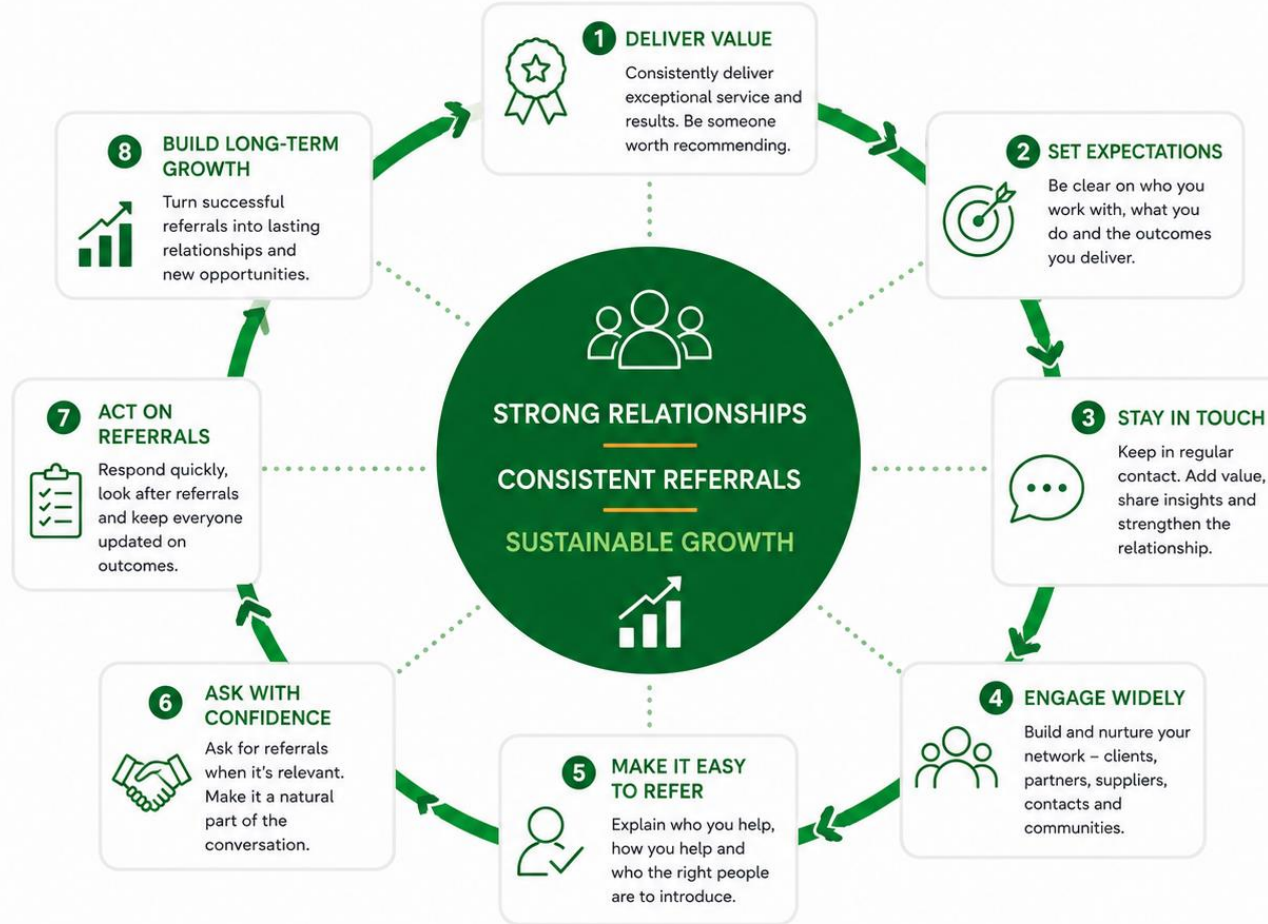 1 DELIVER VALUE
Consistently deliver
exceptional service and
results. Be someone
worth recommending.
2 SET EXPECTATIONS
Be clear on who you
work with, what you
do and the outcomes
you deliver.
3 STAY IN TOUCH
Keep in regular
contact. Add value,
share insights and
strengthen the
relationship.
4 ENGAGE WIDELY
Build and nurture your
network – clients,
partners, suppliers,
contacts and
communities.
5 MAKE IT EASY
TO REFER
Explain who you help,
how you help and
who the right people
are to introduce.
6 ASK WITH
CONFIDENCE
Ask for referrals
when it's relevant.
Make it a natural
part of the
conversation.
7 ACT ON
REFERRALS
Respond quickly,
look after referrals
and keep everyone
updated on
outcomes.
8 BUILD LONG-TERM
GROWTH
Turn successful
referrals into lasting
relationships and
new opportunities.
STRONG RELATIONSHIPS
CONSISTENT REFERRALS
SUSTAINABLE GROWTH